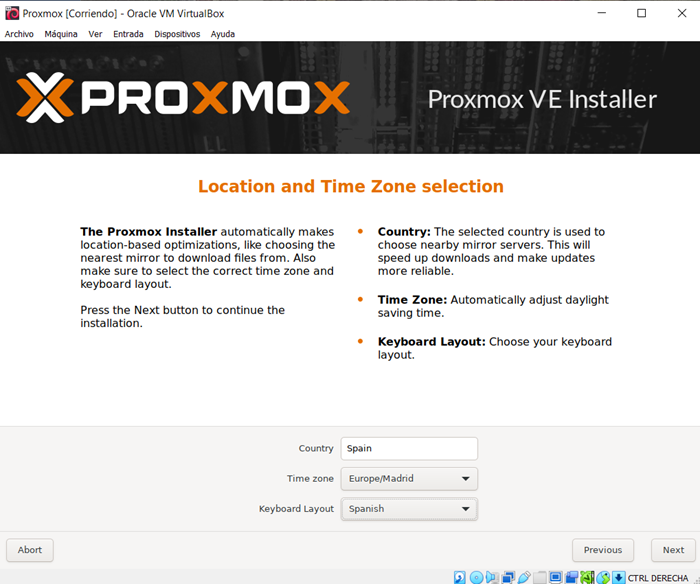 Proxmox [Corriendo] - Oracle VM VirtualBox
Archivo Máquina Ver Entrada Dispositivos Ayuda
PROXMOX
Proxmox VE Installer
Location and Time Zone selection
The Proxmox Installer automatically makes
location-based optimizations, like choosing the
nearest mirror to download files from. Also
make sure to select the correct time zone and
keyboard layout.
Press the Next button to continue the
installation.
Country: The selected country is used to
choose nearby mirror servers. This will
speed up downloads and make updates
more reliable.
Time Zone: Automatically adjust daylight
saving time.
Keyboard Layout: Choose your keyboard
layout.
Country Spain
Time zone Europe/Madrid
Keyboard Layout Spanish
Abort Previous Next
CTRL DERECHA